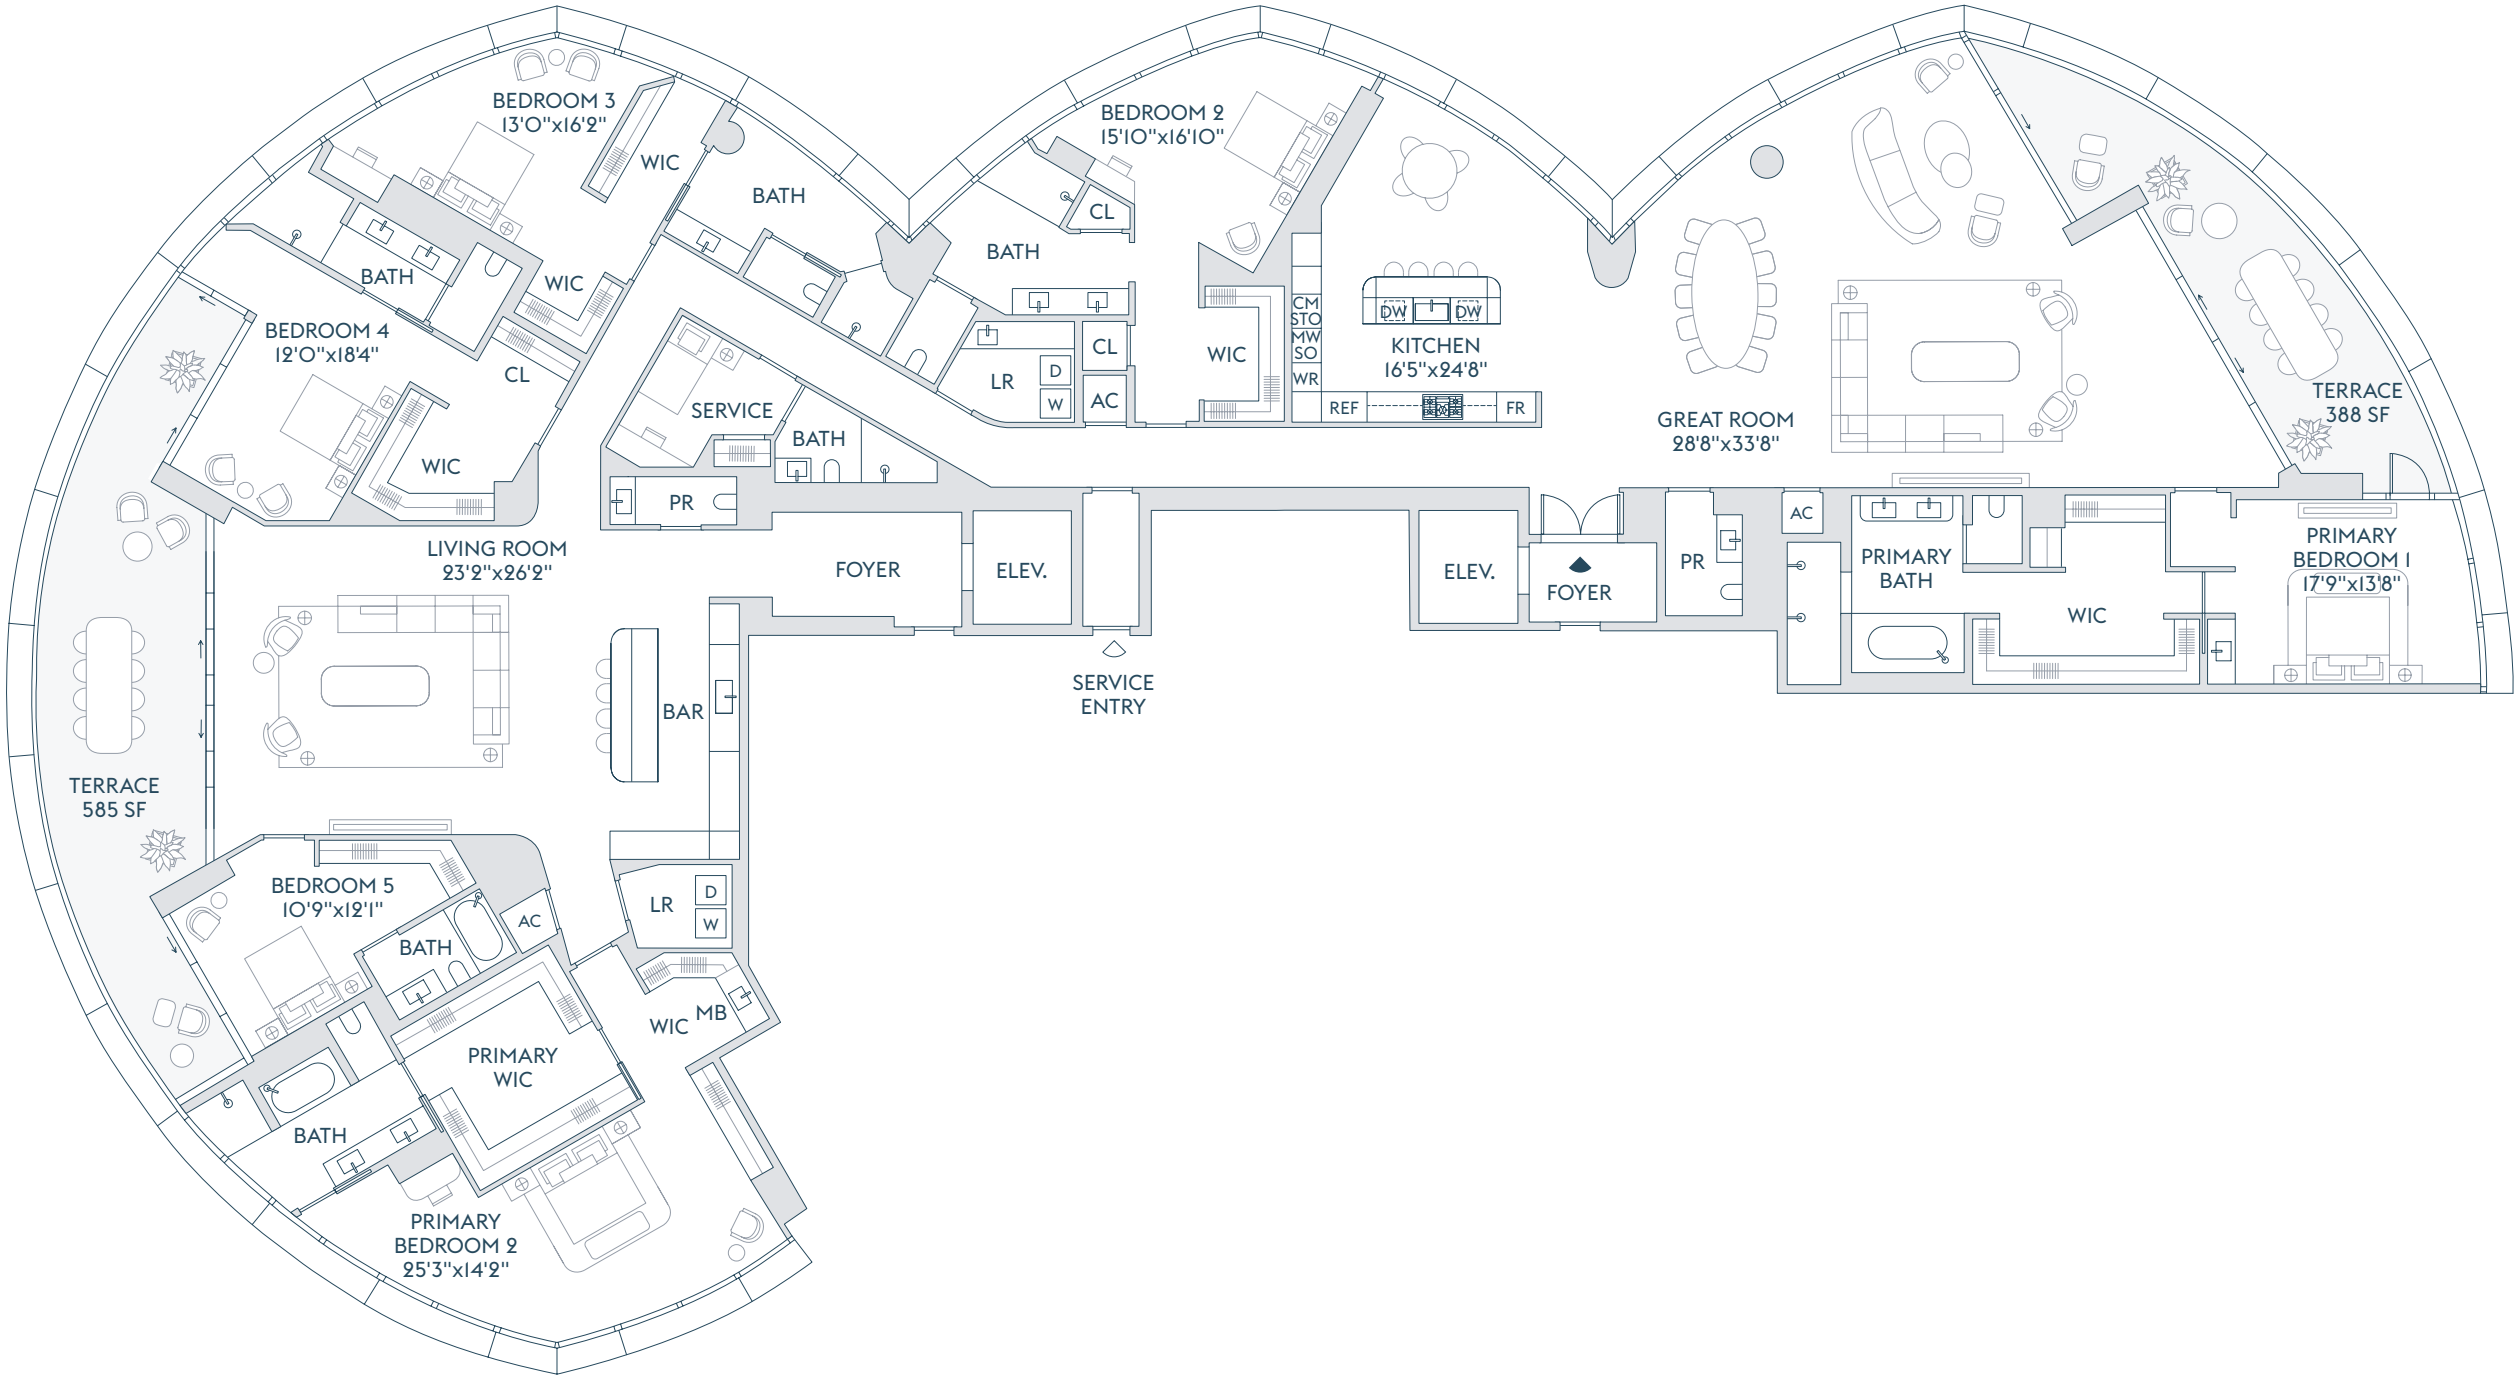 BEDROOM 3
13'0"x16'2"
WIC
BATH
BEDROOM 2
15'10"x16'10"
CL
BATH
BATH
WIC
BEDROOM 4
12'0"x18'4"
CL
WIC
SERVICE
BATH
PR
LR
D
W
CL
AC
WIC
CM
STO
MW
SO
WR
DW
DW
KITCHEN
16'5"x24'8"
REF
FR
GREAT ROOM
28'8"x33'8"
TERRACE
388 SF
LIVING ROOM
23'2"x26'2"
FOYER
ELEV.
SERVICE
ENTRY
ELEV.
FOYER
PR
AC
PRIMARY
BATH
WIC
PRIMARY
BEDROOM 1
17'9"x13'8"
BAR
TERRACE
585 SF
BEDROOM 5
10'9"x12'1"
BATH
AC
LR
D
W
WIC
MB
PRIMARY
WIC
BATH
PRIMARY
BEDROOM 2
25'3"x14'2"